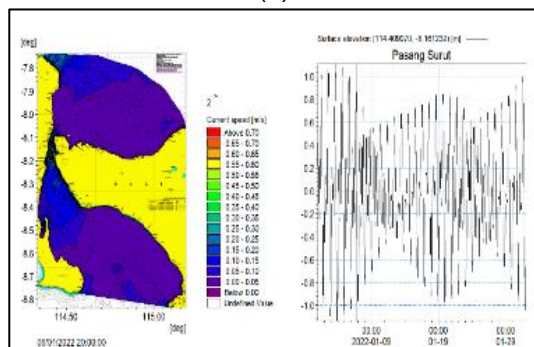 [deg]
-7.8
-7.9
-8.0
-8.1
-8.2
-8.3
-8.4
-8.5
-8.6
-8.7
-8.8
114.50
115.00
[deg]
Current speed [m/s]
Above 0.70
0.65 - 0.70
0.60 - 0.65
0.55 - 0.60
0.50 - 0.55
0.45 - 0.50
0.40 - 0.45
0.35 - 0.40
0.30 - 0.35
0.25 - 0.30
0.20 - 0.25
0.15 - 0.20
0.10 - 0.15
0.05 - 0.10
0.00 - 0.05
Below 0.00
Undefined Value
20:00:00
Surface elevation [m]
Pasang Surut
1.0
0.8
0.6
0.4
0.2
0.0
-0.2
-0.4
-0.6
-0.8
-1.0
00:00
2022-01-09
00:00
01-19
00:00
01-29